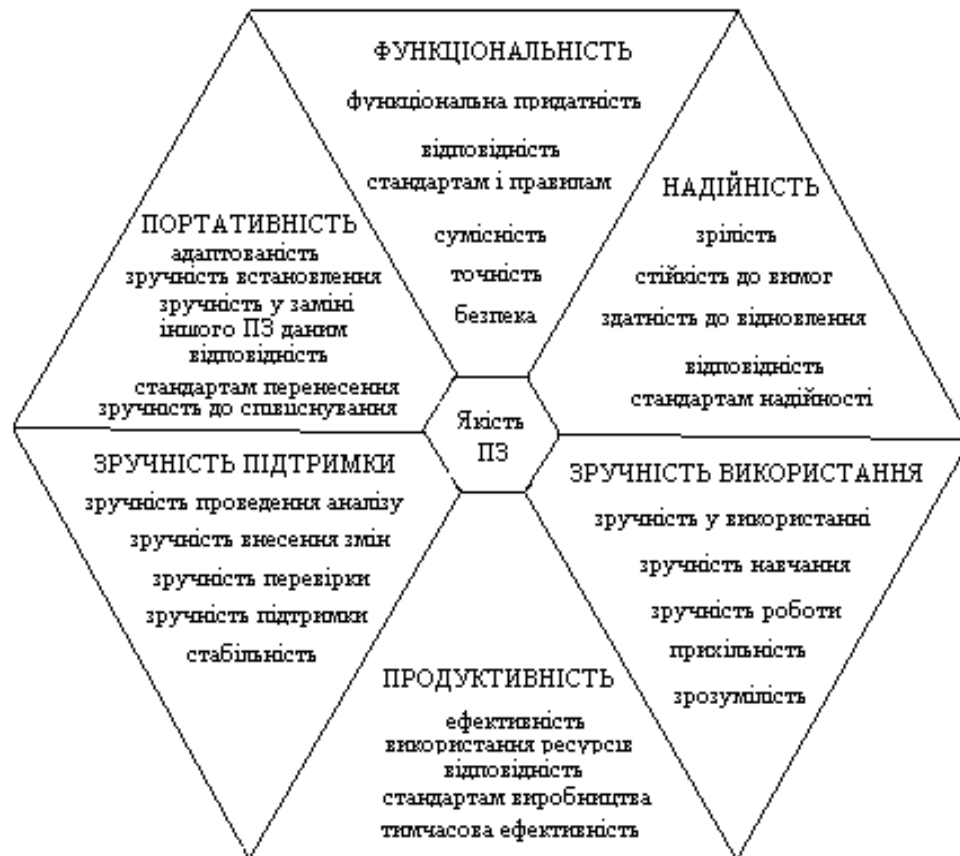 ФУНКЦІОНАЛЬНІСТЬ
функціональна придатність
відповідність
стандартам і правилам
сумісність
точність
безпека
НАДІЙНІСТЬ
зрілість
стійкість до вимог
здатність до відновлення
відповідність
стандартам надійності
ПОРТАТИВНІСТЬ
адаптованість
зручність встановлення
зручність у заміні
іншого ПЗ даним
відповідність
стандартам перенесення
зручність до співіснування
Якість
ПЗ
ЗРУЧНІСТЬ ПІДТРИМКИ
зручність проведення аналізу
зручність внесення змін
зручність перевірки
зручність підтримки
стабільність
ЗРУЧНІСТЬ ВИКОРИСТАННЯ
зручність у використанні
зручність навчання
зручність роботи
прихільність
зрозумілість
ПРОДУКТИВНІСТЬ
ефективність
використання ресурсів
відповідність
стандартам виробництва
тимчасова ефективність